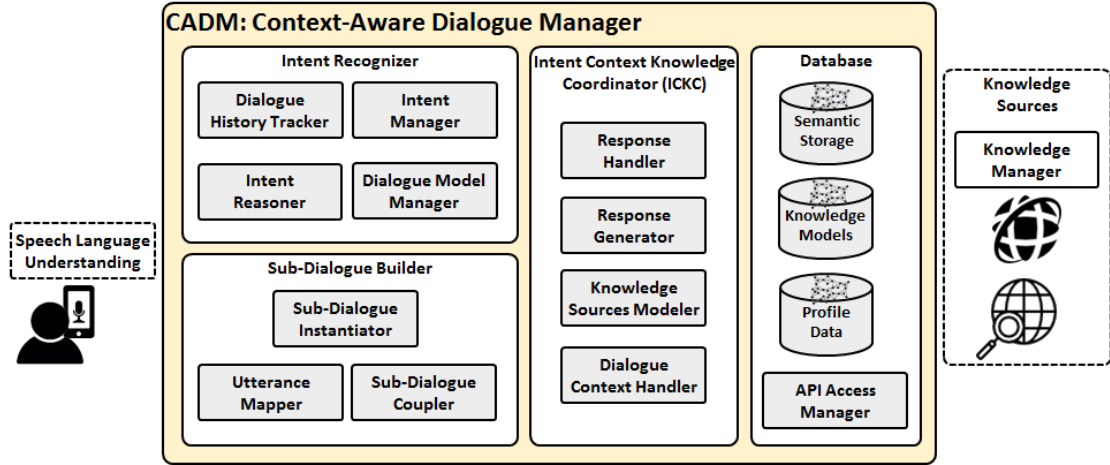 CADM: Context-Aware Dialogue Manager
Speech Language
Understanding
Intent Recognizer
Dialogue
History Tracker
Intent
Manager
Intent
Reasoner
Dialogue Model
Manager
Sub-Dialogue Builder
Sub-Dialogue
Instantiator
Utterance
Mapper
Sub-Dialogue
Coupler
Intent Context Knowledge
Coordinator (ICKC)
Response
Handler
Response
Generator
Knowledge
Sources Modeler
Dialogue
Context Handler
Database
Semantic
Storage
Knowledge
Models
Profile
Data
API Access
Manager
Knowledge
Sources
Knowledge
Manager